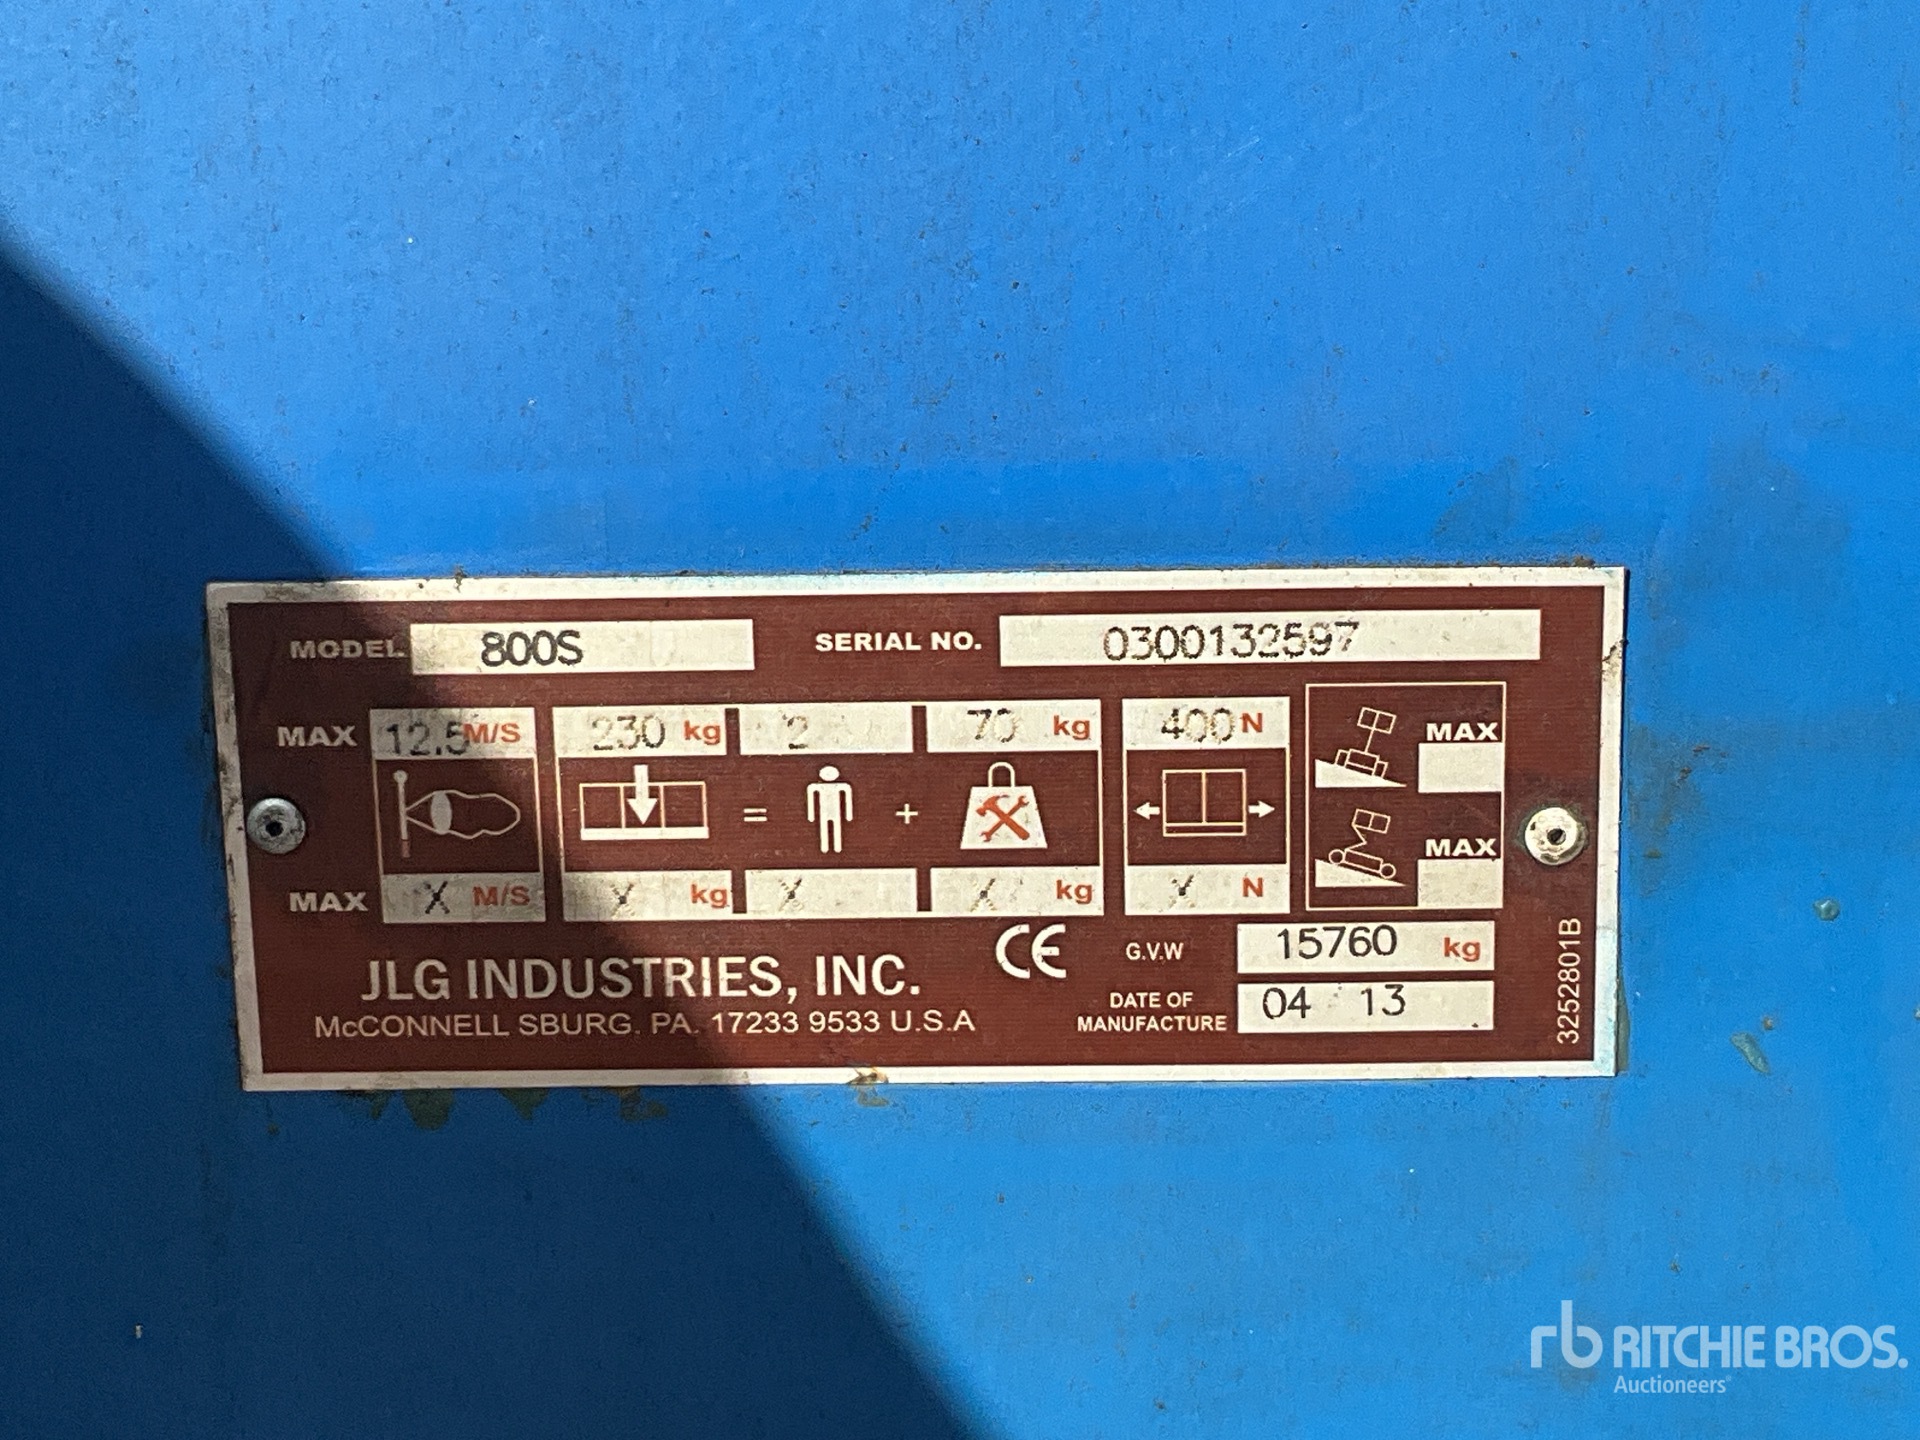 MODEL 800S SERIAL NO. 0300132597
MAX 12.5 M/S 230 kg 2 70 kg 400 N MAX
= +
MAX
MAX X M/S X kg X X kg X N
CE G.V.W 15760 kg
JLG INDUSTRIES, INC.
DATE OF MANUFACTURE 04 13
McCONNELL SBURG. PA. 17233 9533 U.S.A
3252801B
rb RITCHIE BROS.
Auctioneers